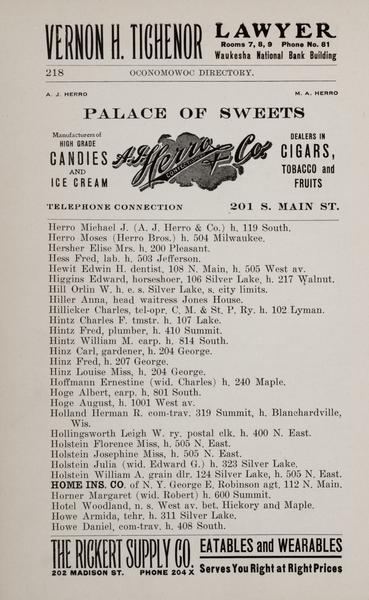 VERNON H. TICHENOR LAWYER
Rooms 7, 8, 9 Phone No. 81
Waukesha National Bank Building
218 OCONOMOWOC DIRECTORY.
A. J. HERRO M. A. HERRO
PALACE OF SWEETS
Manufacturers of
HIGH GRADE
CANDIES
AND
ICE CREAM
A. J. Herro & Co.
DEALERS IN
CIGARS,
TOBACCO and
FRUITS
TELEPHONE CONNECTION 201 S. MAIN ST.
Herro Michael J. (A. J. Herro & Co.) h. 119 South.
Herro Moses (Herro Bros.) h. 504 Milwaukee.
Hersher Elise Mrs. h. 200 Pleasant.
Hess Fred, lab. h. 503 Jefferson.
Hewit Edwin H. dentist, 108 N. Main, h. 505 West av.
Higgins Edward, horseshoer, 106 Silver Lake, h. 217 Walnut.
Hill Orlin W. h. e. s. Silver Lake, s. city limits.
Hiller Anna, head waitress Jones House.
Hillicker Charles, tel-opr. C. M. & St. P. Ry. h. 102 Lyman.
Hintz Charles F. tmstr. h. 107 Lake.
Hintz Fred, plumber, h. 410 Summit.
Hintz William M. carp. h. 814 South.
Hinz Carl, gardener, h. 204 George.
Hinz Fred, h. 207 George.
Hinz Louise Miss, h. 204 George.
Hoffmann Ernestine (wid. Charles) h. 240 Maple.
Hoge Albert, carp. h. 801 South.
Hoge August, h. 1001 West av.
Holland Herman R. com-trav. 319 Summit, h. Blanchardville,
Wis.
Hollingsworth Leigh W. ry. postal clk, h. 400 N. East.
Holstein Florence Miss, h. 505 N. East.
Holstein Josephine Miss, h. 505 N. East.
Holstein Julia (wid. Edward G.) h. 323 Silver Lake.
Holstein William A. grain dlr, 124 Silver Lake, h. 505 N. East.
HOME INS. CO. of N. Y. George E, Robinson agt. 112 N. Main.
Horner Margaret (wid. Robert) h. 600 Summit.
Hotel Woodland, n. s. West av. bet. Hickory and Maple.
Howe Armida, tchr. h. 311 Silver Lake.
Howe Daniel, com-trav. h. 408 South.
THE RICKERT SUPPLY CO. EATABLES and WEARABLES
202 MADISON ST. PHONE 204 X Serves You Right at Right Prices